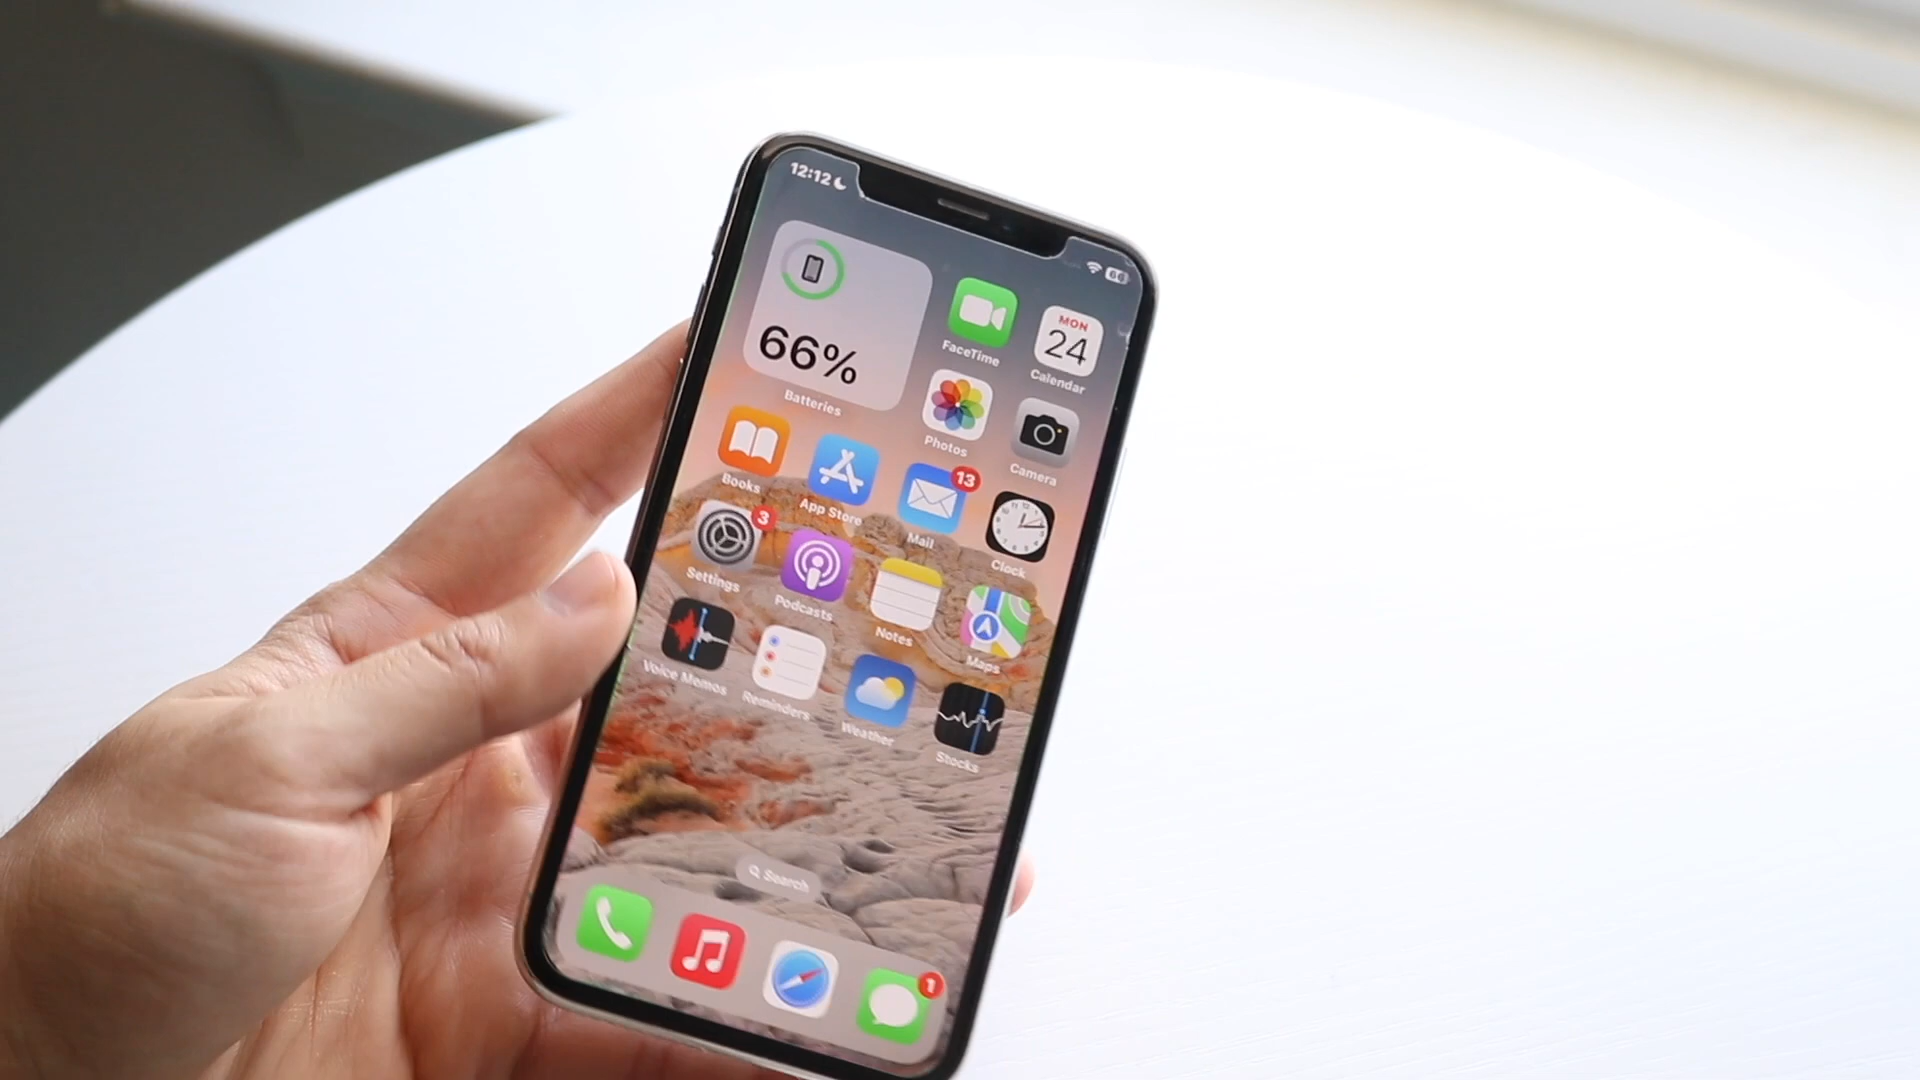 12:12
66
66%
Batteries
FaceTime
MON
24
Calendar
Photos
Camera
Books
App Store
13
Mail
Clock
3
Settings
Podcasts
Notes
Maps
Voice Memos
Reminders
Weather
Stocks
Search
1